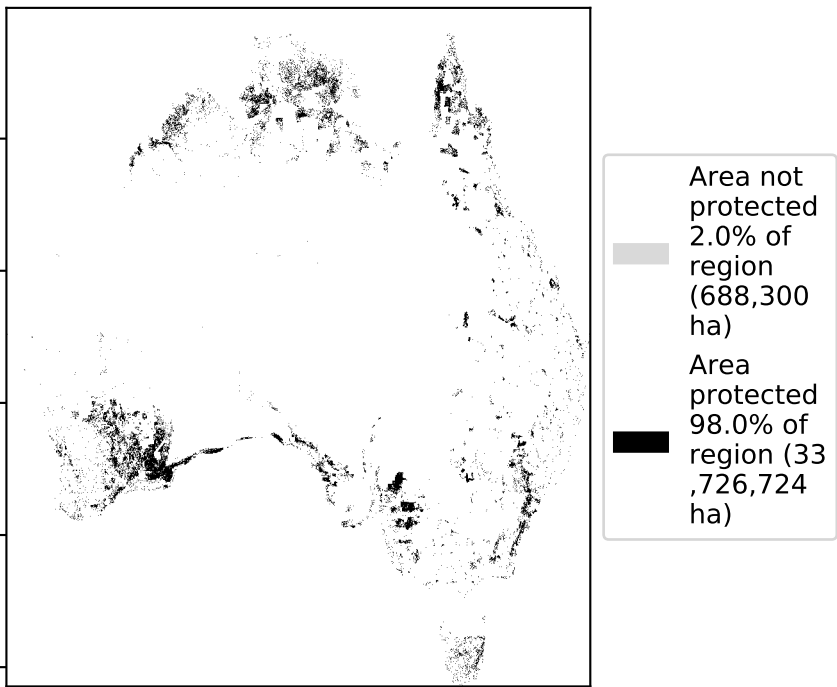 Area not
protected
2.0% of
region
(688,300
ha)
Area
protected
98.0% of
region (33
,726,724
ha)